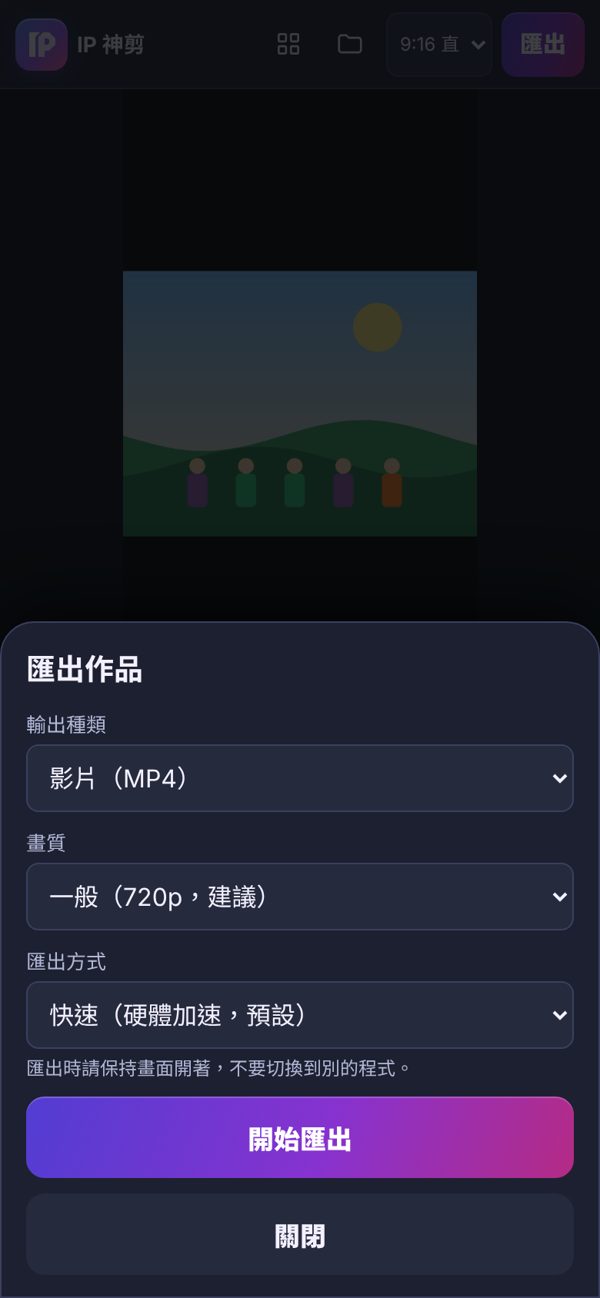 IP 神剪
9:16 直
匯出
匯出作品
輸出種類
影片（MP4）
畫質
一般（720p，建議）
匯出方式
快速（硬體加速，預設）
匯出時請保持畫面開著，不要切換到別的程式。
開始匯出
關閉